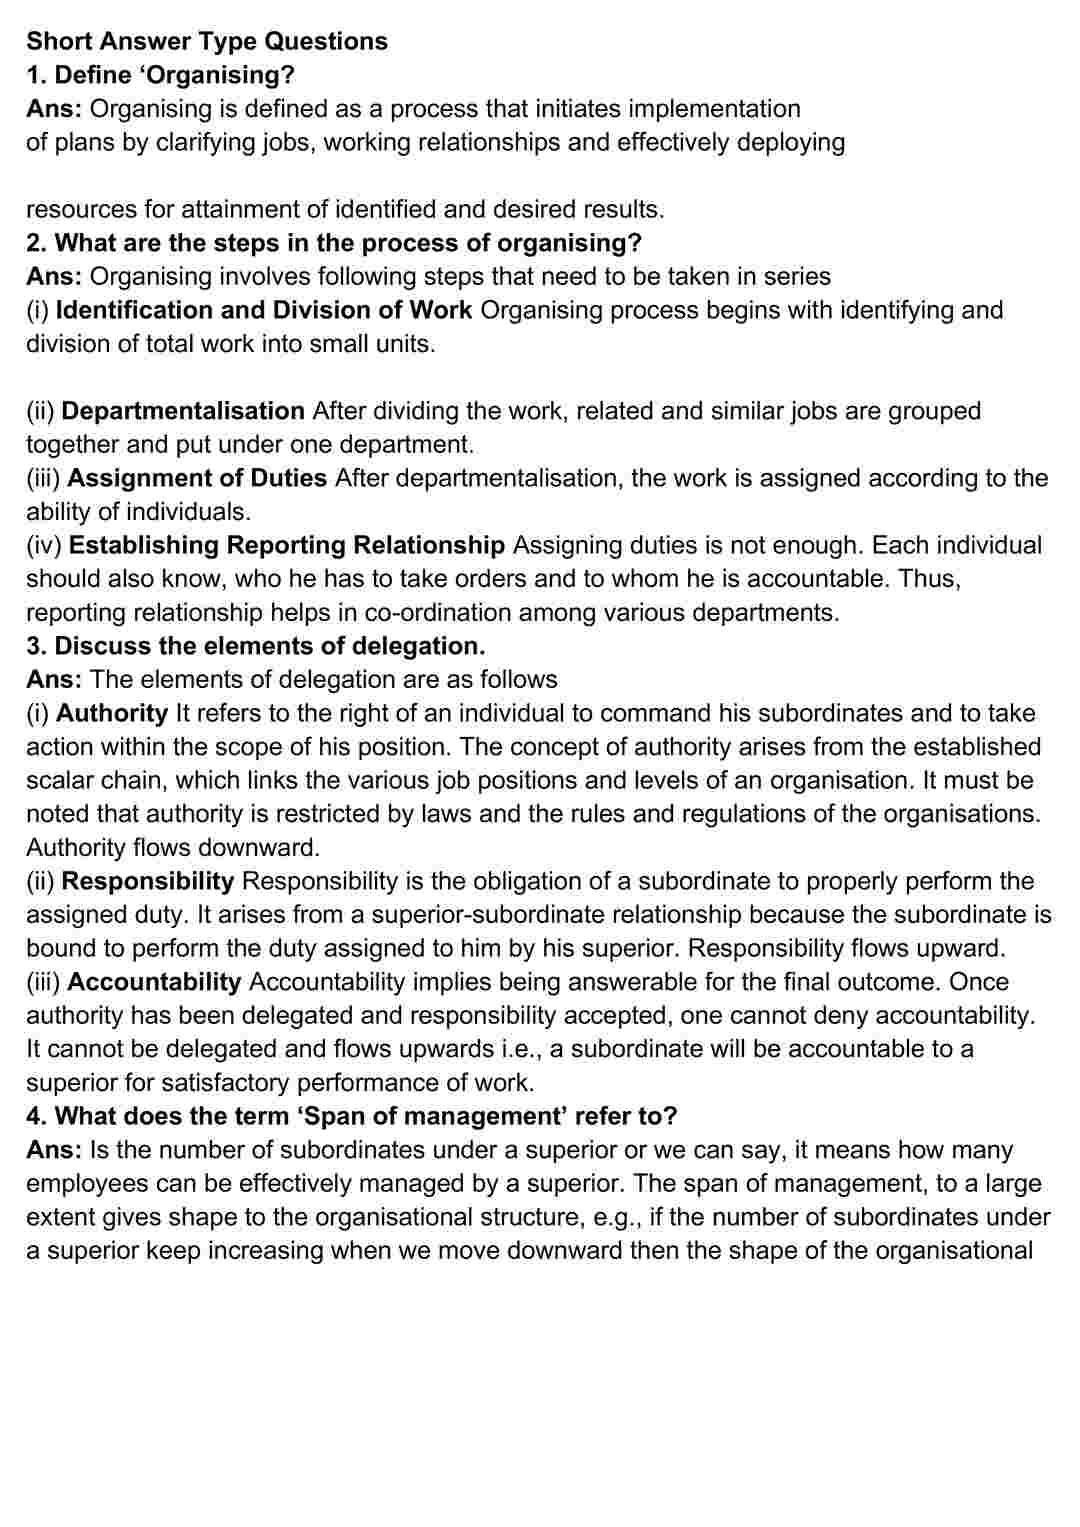 Short Answer Type Questions
1. Define ‘Organising?
Ans: Organising is defined as a process that initiates implementation
of plans by clarifying jobs, working relationships and effectively deploying
resources for attainment of identified and desired results.
2. What are the steps in the process of organising?
Ans: Organising involves following steps that need to be taken in series
(i) Identification and Division of Work Organising process begins with identifying and
division of total work into small units.
(ii) Departmentalisation After dividing the work, related and similar jobs are grouped
together and put under one department.
(iii) Assignment of Duties After departmentalisation, the work is assigned according to the
ability of individuals.
(iv) Establishing Reporting Relationship Assigning duties is not enough. Each individual
should also know, who he has to take orders and to whom he is accountable. Thus,
reporting relationship helps in co-ordination among various departments.
3. Discuss the elements of delegation.
Ans: The elements of delegation are as follows
(i) Authority It refers to the right of an individual to command his subordinates and to take
action within the scope of his position. The concept of authority arises from the established
scalar chain, which links the various job positions and levels of an organisation. It must be
noted that authority is restricted by laws and the rules and regulations of the organisations.
Authority flows downward.
(ii) Responsibility Responsibility is the obligation of a subordinate to properly perform the
assigned duty. It arises from a superior-subordinate relationship because the subordinate is
bound to perform the duty assigned to him by his superior. Responsibility flows upward.
(iii) Accountability Accountability implies being answerable for the final outcome. Once
authority has been delegated and responsibility accepted, one cannot deny accountability.
It cannot be delegated and flows upwards i.e., a subordinate will be accountable to a
superior for satisfactory performance of work.
4. What does the term ‘Span of management’ refer to?
Ans: Is the number of subordinates under a superior or we can say, it means how many
employees can be effectively managed by a superior. The span of management, to a large
extent gives shape to the organisational structure, e.g., if the number of subordinates under
a superior keep increasing when we move downward then the shape of the organisational